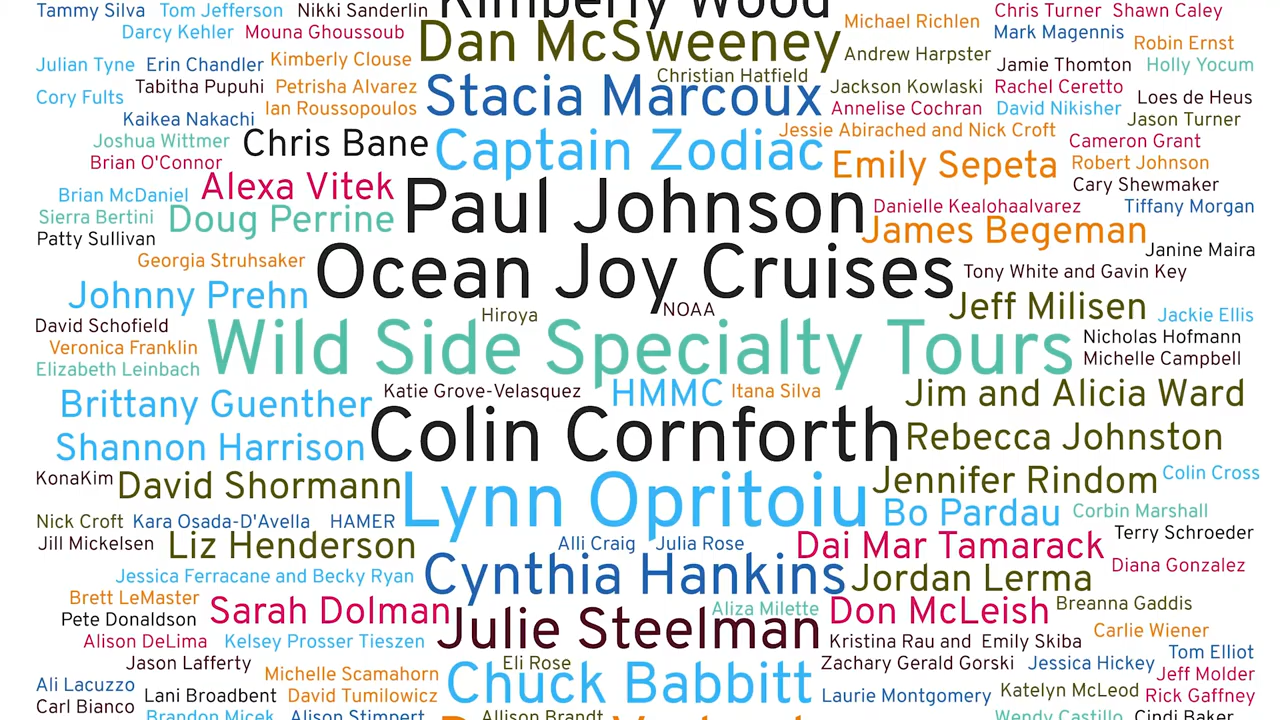 Tammy Silva Tom Jefferson Nikki Sanderlin Kimberly Wood Michael Richlen Chris Turner Shawn Caley
Darcy Kehler Mouna Ghoussoub Dan McSweeney Andrew Harpster Mark Magennis Robin Ernst
Julian Tyne Erin Chandler Kimberly Clouse Jamie Thomton Holly Yocum
Tabitha Pupuhi Petrisha Alvarez Christian Hatfield Jackson Kowlaski Rachel Ceretto
Cory Fults Ian Roussopoulos Stacia Marcoux Annelise Cochran David Nikisher Loes de Heus
Kaikea Nakachi Jason Turner
Joshua Wittmer Chris Bane Captain Zodiac Jessie Abirached and Nick Croft Cameron Grant
Brian O'Connor Emily Sepeta Robert Johnson
Brian McDaniel Alexa Vitek Cary Shewmaker
Sierra Bertini Doug Perrine Paul Johnson Danielle Kealohaalvarez Tiffany Morgan
Patty Sullivan James Begeman Janine Maira
Georgia Struhsaker Ocean Joy Cruises Tony White and Gavin Key
Johnny Prehn Hiroya NOAA Jeff Milisen Jackie Ellis
David Schofield Nicholas Hofmann
Veronica Franklin Wild Side Specialty Tours Michelle Campbell
Elizabeth Leinbach
Brittany Guenther Katie Grove-Velasquez HMMC Itana Silva Jim and Alicia Ward
Shannon Harrison Colin Cornforth Rebecca Johnston
KonaKim David Shormann Jennifer Rindom Colin Cross
Nick Croft Kara Osada-D'Avella HAMER Lynn Opritoiu Bo Pardau Corbin Marshall
Jill Mickelsen Liz Henderson Alli Craig Julia Rose Dai Mar Tamarack Terry Schroeder
Jessica Ferracane and Becky Ryan Cynthia Hankins Jordan Lerma Diana Gonzalez
Brett LeMaster Sarah Dolman Aliza Milette Don McLeish Breanna Gaddis
Pete Donaldson Julie Steelman Carlie Wiener
Alison DeLima Kelsey Prosser Tieszen Kristina Rau and Emily Skiba Tom Elliot
Jason Lafferty Michelle Scamahorn Eli Rose Zachary Gerald Gorski Jessica Hickey Jeff Molder
Ali Lacuzzo Lani Broadbent David Tumilowicz Chuck Babbitt Laurie Montgomery Katelyn McLeod Rick Gaffney
Carl Bianco Brandon Micek Alison Stimpert Allison Brandt Wendy Castillo Cindi Baker